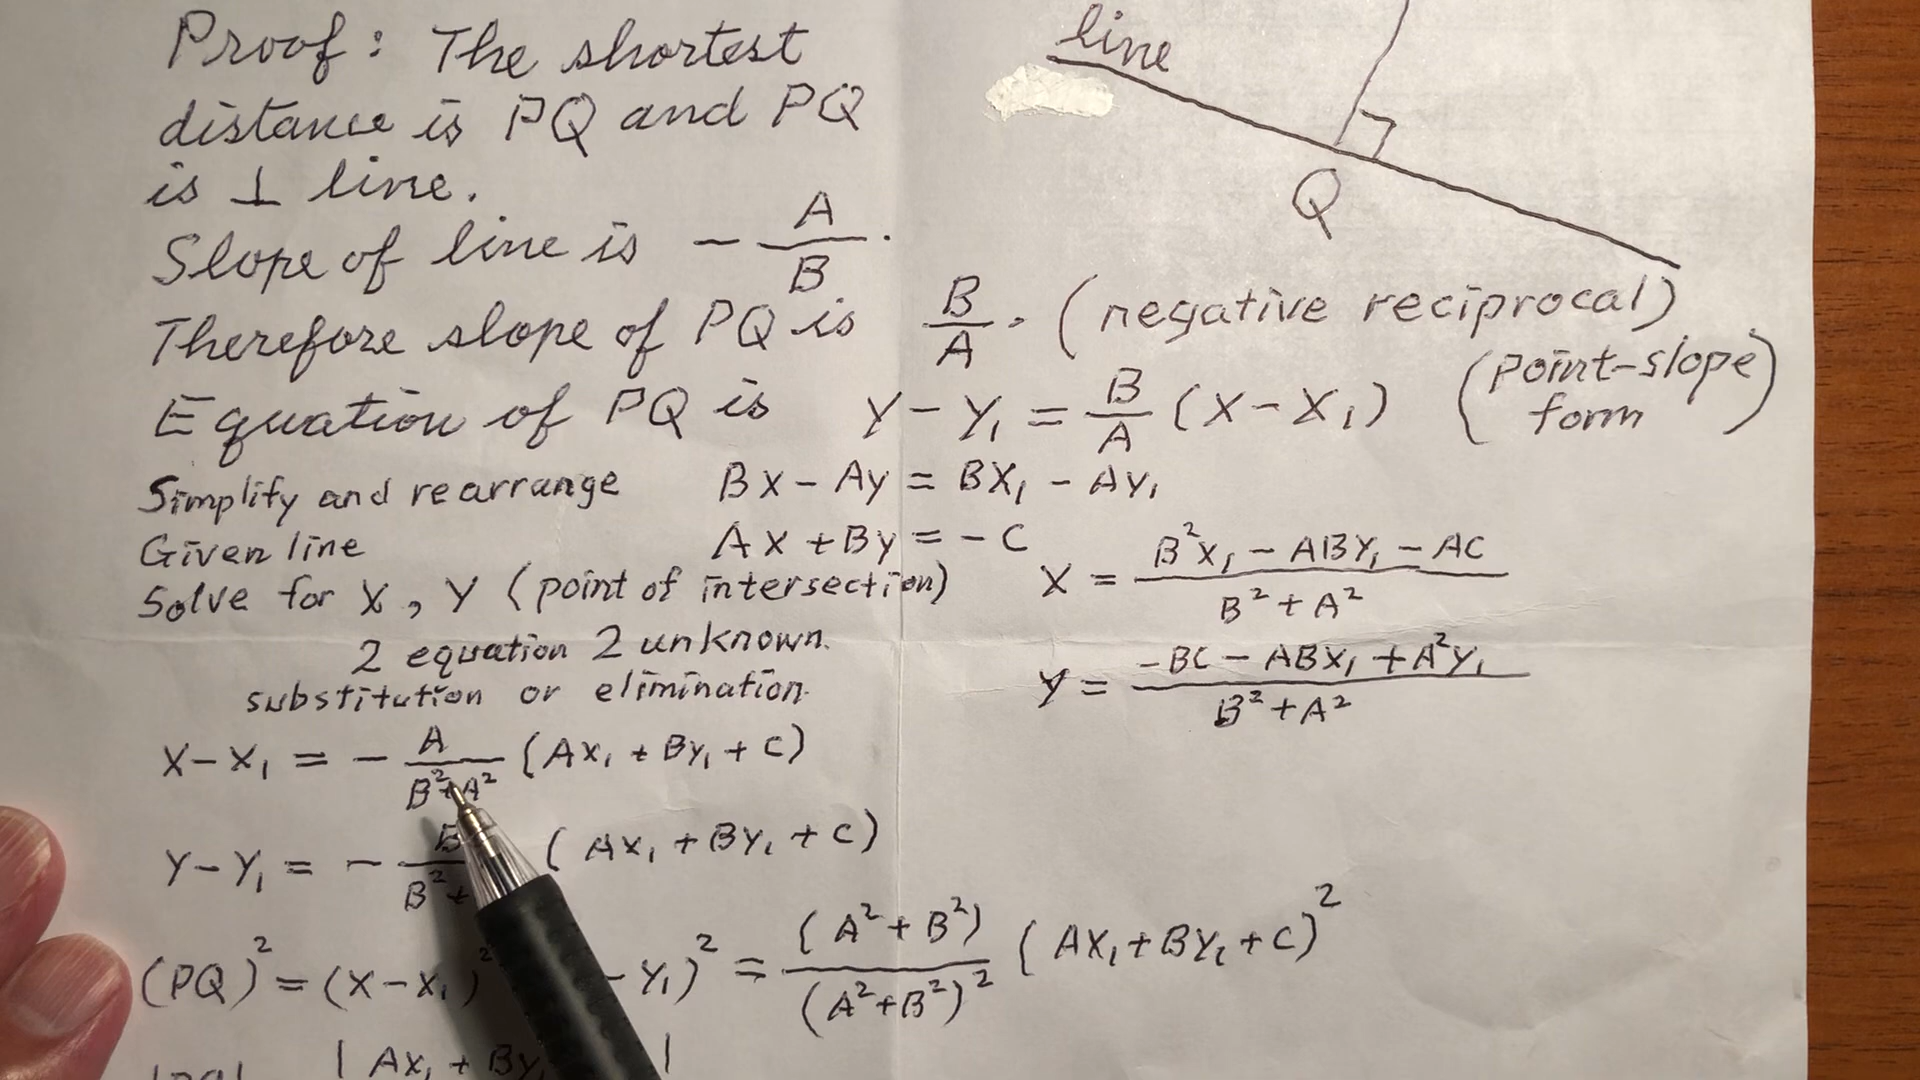 Proof: The shortest
distance is PQ and PQ
is ⊥ line.
line
Q
Slope of line is - A/B.
Therefore slope of PQ is B/A. (negative reciprocal)
Equation of PQ is Y - Y₁ = B/A (X - X₁) (point-slope form)
Simplify and rearrange BX - Ay = BX₁ - AY₁
Given line AX + By = - C
Solve for X, Y (point of intersection)
2 equation 2 unknown.
substitution or elimination.
X = (B²X₁ - ABY₁ - AC)/(B² + A²)
Y = (-BC - ABX₁ + A²Y₁)/(B² + A²)
X - X₁ = - A/(B²+A²) (AX₁ + BY₁ + C)
Y - Y₁ = - B/(B²+ (AX₁ + BY₁ + C)
(PQ)² = (X - X₁)² - Y₁)² = (A² + B²)/(A²+B²)² (AX₁ + BY₁ + C)²
|PQ| | AX₁ + BY₁ |